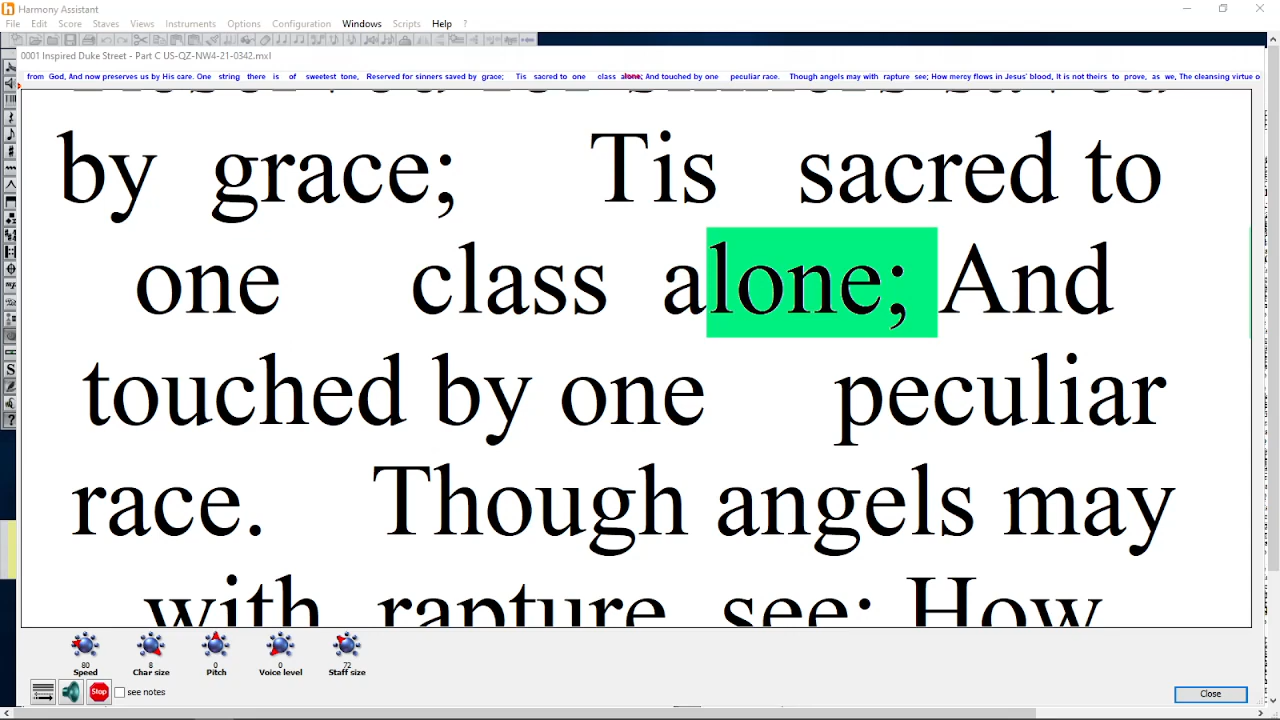 Harmony Assistant
File Edit Score Staves Views Instruments Options Configuration Windows Scripts Help ?
0001 Inspired Duke Street - Part C US-QZ-NW4-21-0342.mxl
from God, And now preserves us by His care. One string there is of sweetest tone, Reserved for sinners saved by grace; Tis sacred to one class alone; And touched by one peculiar race. Though angels may with rapture see; How mercy flows in Jesus' blood, It is not theirs to prove, as we, The cleansing virtue o
by grace; Tis sacred to
one class alone; And
touched by one peculiar
race. Though angels may
with rapture see; How
80 8 0 0 72
Speed Char size Pitch Voice level Staff size
Stop see notes Close